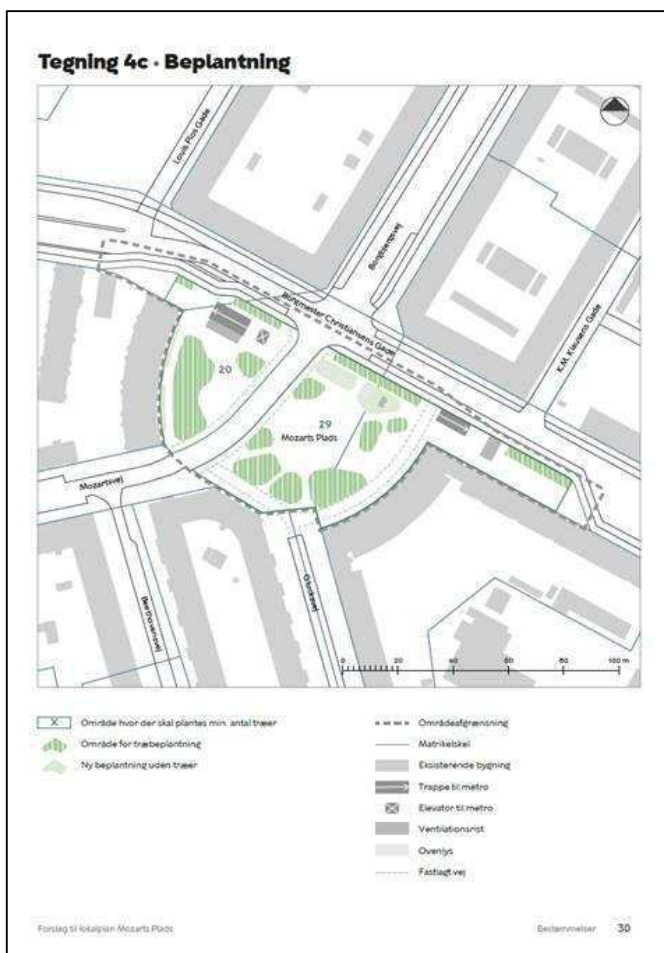 Tegning 4c · Beplantning
Louis Pios Gade
Borgbjergsvej
Borgmester Christiansens Gade
K.M. Klausens Gade
20
29
Mozarts Plads
Mozartsvej
Beethovensvej
Glucksvej
0 20 40 60 80 100 m
X Område hvor der skal plantes min. antal træer
Område for træbeplantning
Ny beplantning uden træer
Områdeafgrænsning
Matrikelskel
Eksisterende bygning
Trappe til metro
Elevator til metro
Ventilationsrist
Ovenlys
Fastlagt vej
Forslag til lokalplan Mozarts Plads
Bestemmelser 30